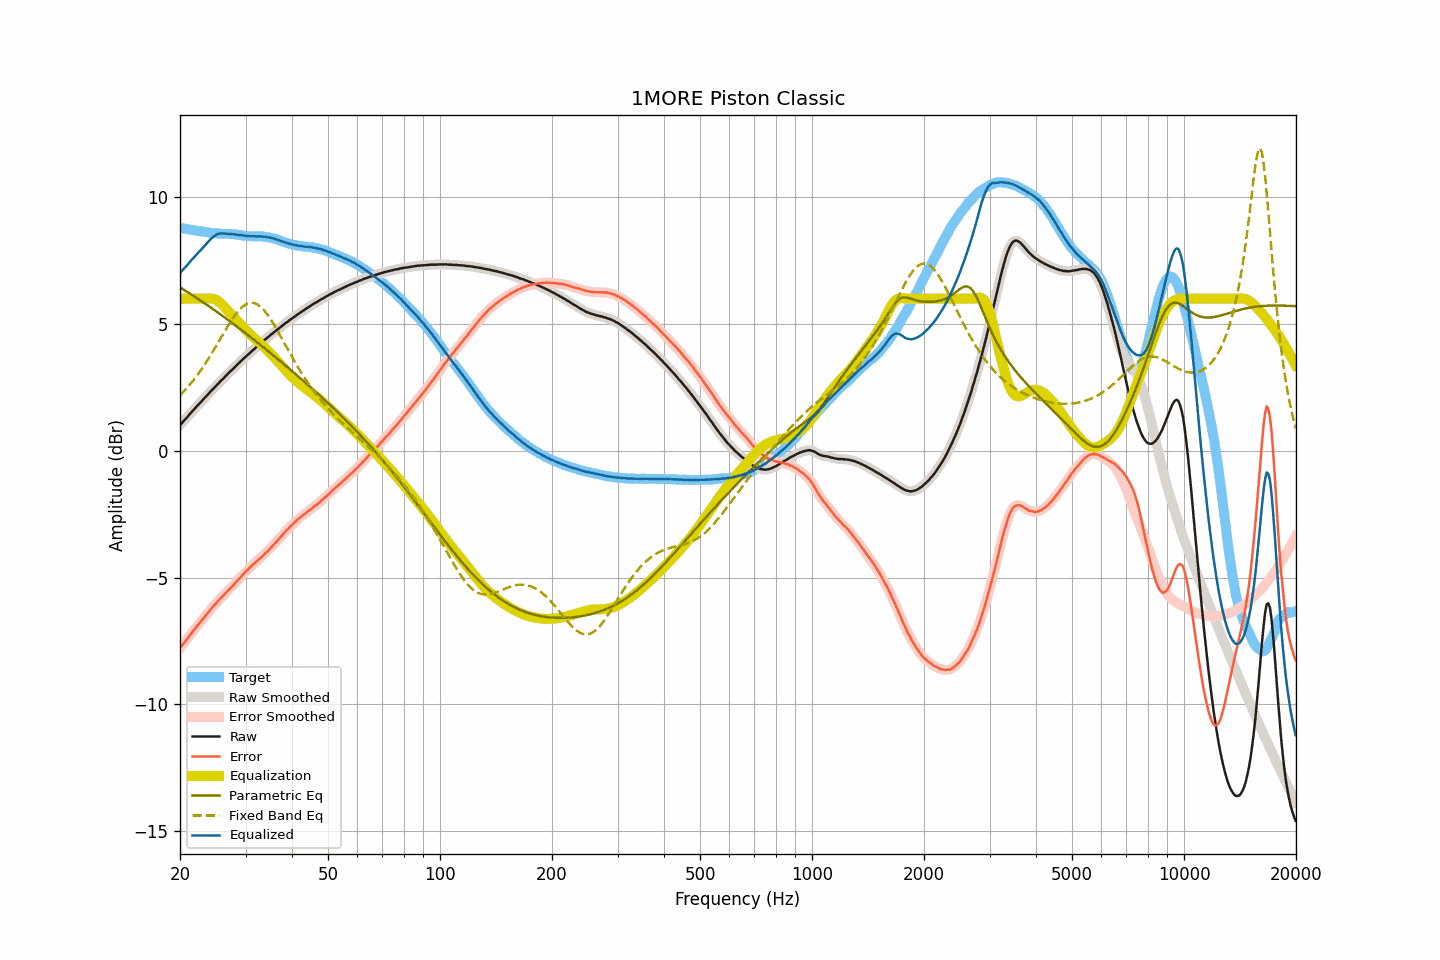 1MORE Piston Classic
Amplitude (dBr)
10
5
0
−5
−10
−15
Target
Raw Smoothed
Error Smoothed
Raw
Error
Equalization
Parametric Eq
Fixed Band Eq
Equalized
20 50 100 200 500 1000 2000 5000 10000 20000
Frequency (Hz)